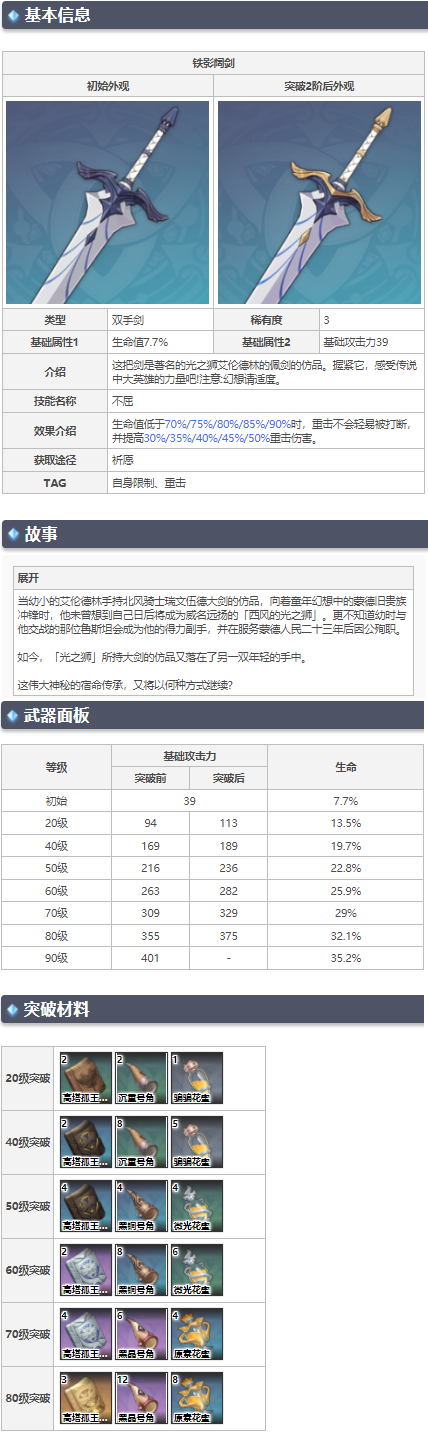 基本信息
铁影阔剑
初始外观 突破2阶后外观
类型 双手剑 稀有度 3
基础属性1 生命值7.7% 基础属性2 基础攻击力39
介绍 这把剑是著名的光之狮艾伦德林的佩剑的仿品。握紧它，感受传说
中大英雄的力量吧!注意:幻想请适度。
技能名称 不屈
效果介绍 生命值低于70%/75%/80%/85%/90%时，重击不会轻易被打断，
并提高30%/35%/40%/45%/50%重击伤害。
获取途径 祈愿
TAG 自身限制、重击
故事
展开
当幼小的艾伦德林手持北风骑士瑞文伍德大剑的仿品，向着童年幻想中的蒙德旧贵族
冲锋时，他未曾想到自己日后将成为威名远扬的「西风的光之狮」。更不知道幼时与
他交战的那位鲁斯坦会成为他的得力副手，并在服务蒙德人民二十三年后因公殉职。
如今，「光之狮」所持大剑的仿品又落在了另一双年轻的手中。
这伟大神秘的宿命传承，又将以何种方式继续?
武器面板
等级 基础攻击力 生命
突破前 突破后
初始 39 7.7%
20级 94 113 13.5%
40级 169 189 19.7%
50级 216 236 22.8%
60级 263 282 25.9%
70级 309 329 29%
80级 355 375 32.1%
90级 401 - 35.2%
突破材料
20级突破 2 高塔孤王... 2 沉重号角 1 骗骗花蜜
40级突破 2 高塔孤王... 8 沉重号角 5 骗骗花蜜
50级突破 4 高塔孤王... 4 黑铜号角 4 微光花蜜
60级突破 2 高塔孤王... 8 黑铜号角 6 微光花蜜
70级突破 4 高塔孤王... 6 黑晶号角 4 原素花蜜
80级突破 3 高塔孤王... 12 黑晶号角 8 原素花蜜